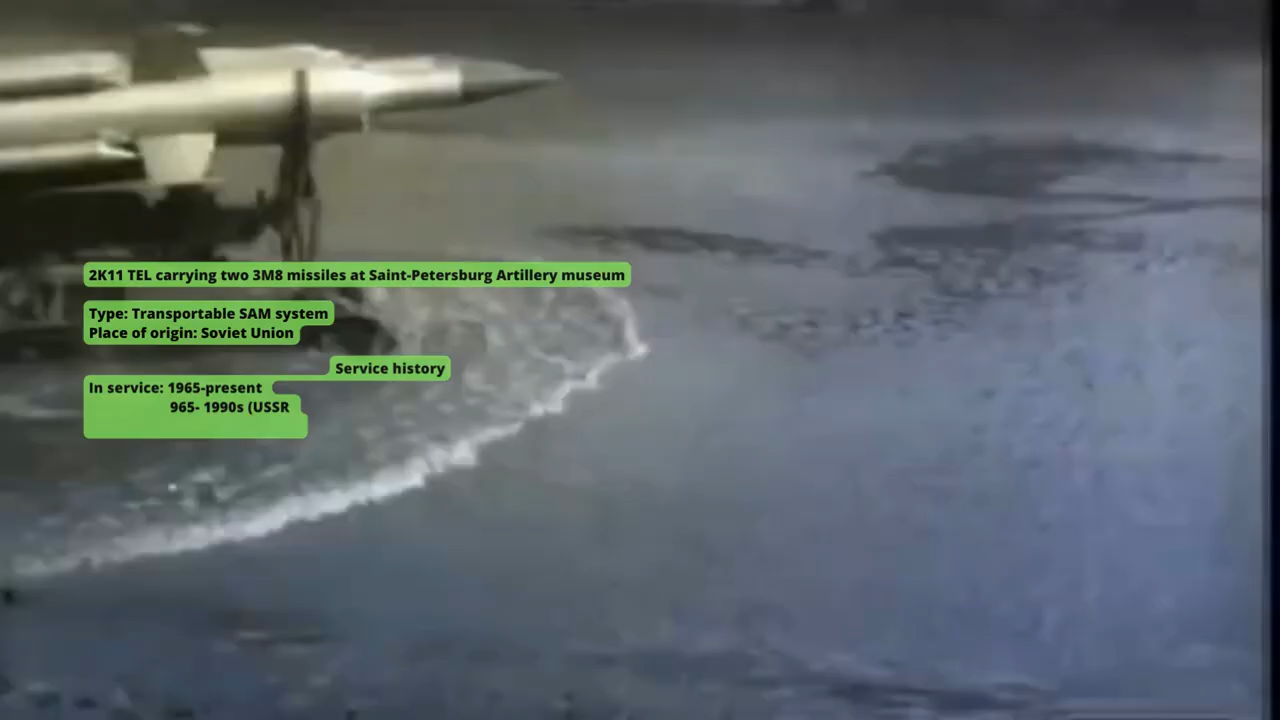 2K11 TEL carrying two 3M8 missiles at Saint-Petersburg Artillery museum
Type: Transportable SAM system
Place of origin: Soviet Union
Service history
In service: 1965-present
965- 1990s (USSR